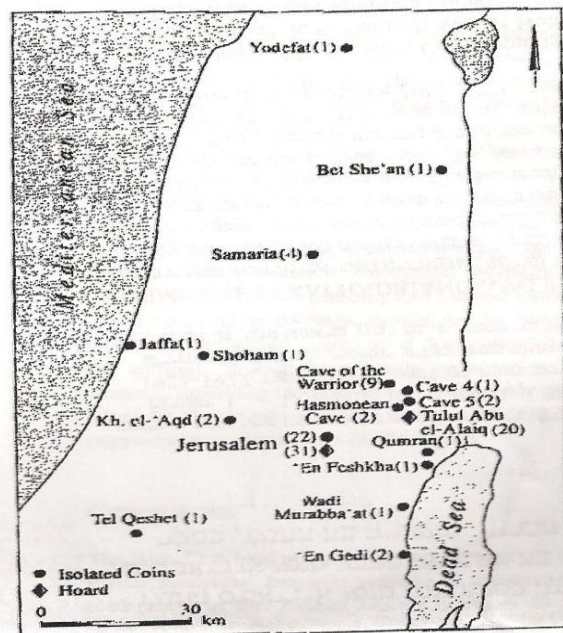 Yodefat (1)
Mediterranean Sea
Bet She'an (1)
Samaria (4)
Jaffa (1)
Shoham (1)
Cave of the
Warrior (9)
Cave 4 (1)
Hasmonean
Cave (2)
Cave 5 (2)
Kh. el-'Aqd (2)
Tulul Abu
el-Alaiq (20)
Jerusalem (22)
(31)
Qumran (1)
'En Feshkha (1)
Wadi
Murabba'at (1)
Tel Qeshet (1)
'En Gedi (2)
Dead Sea
Isolated Coins
Hoard
0 30
km